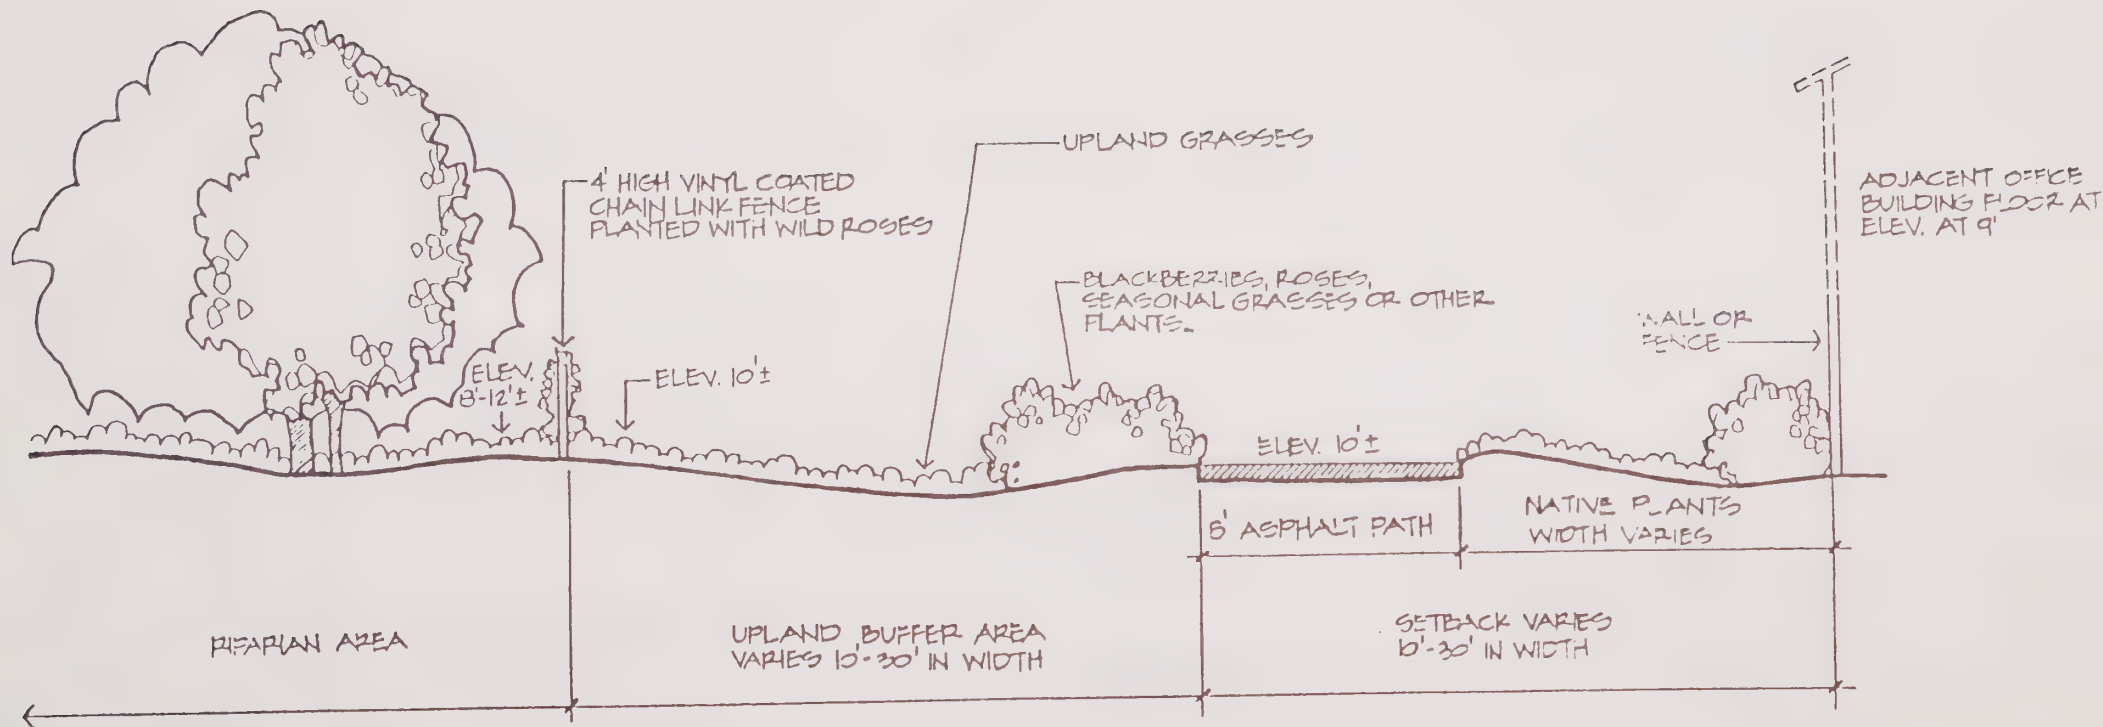 UPLAND GRASSES
4' HIGH VINYL COATED
CHAIN LINK FENCE
PLANTED WITH WILD ROSES
ADJACENT OFFICE
BUILDING FLOOR AT
ELEV. AT 9'
BLACKBERRIES, ROSES,
SEASONAL GRASSES OR OTHER
PLANTS.
WALL OR
FENCE
ELEV.
8'-12'±
ELEV. 10'±
ELEV. 10'±
ASPHALT PATH
NATIVE PLANTS
WIDTH VARIES
RIPARIAN AREA
UPLAND BUFFER AREA
VARIES 10'-30' IN WIDTH
SETBACK VARIES
10'-30' IN WIDTH